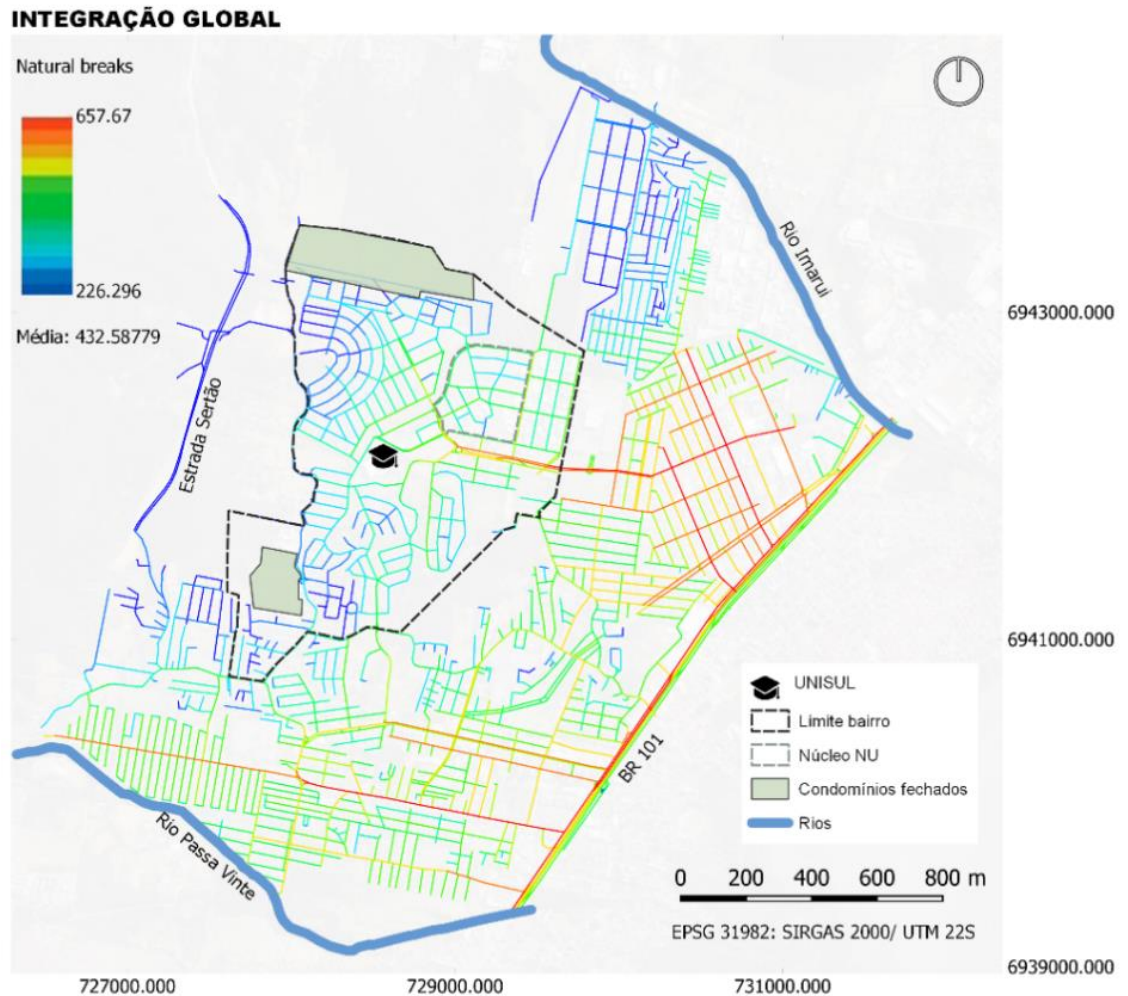 INTEGRAÇÃO GLOBAL
Natural breaks
657.67
226.296
Média: 432.58779
Rio Imarui
6943000.000
Estrada Sertão
6941000.000
UNISUL
Limite bairro
Núcleo NU
BR 101
Condomínios fechados
Rios
Rio Passa Vinte
0 200 400 600 800 m
EPSG 31982: SIRGAS 2000/ UTM 22S
6939000.000
727000.000 729000.000 731000.000